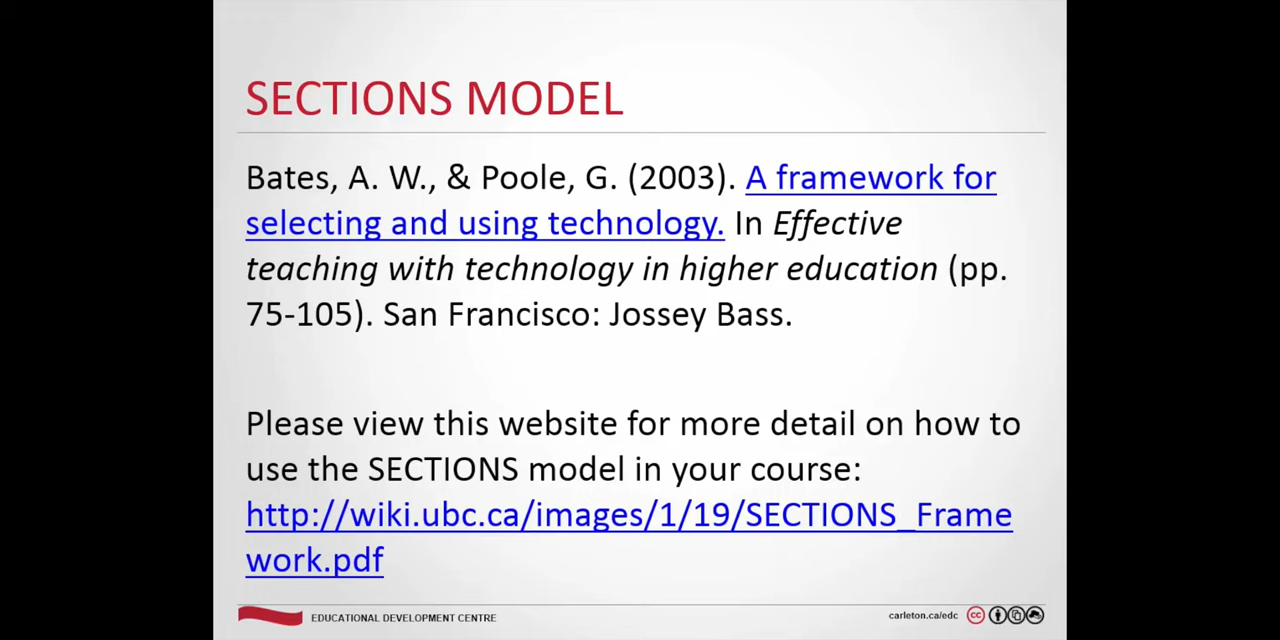 SECTIONS MODEL
Bates, A. W., & Poole, G. (2003). A framework for
selecting and using technology. In Effective
teaching with technology in higher education (pp.
75-105). San Francisco: Jossey Bass.
Please view this website for more detail on how to
use the SECTIONS model in your course:
http://wiki.ubc.ca/images/1/19/SECTIONS_Frame
work.pdf
EDUCATIONAL DEVELOPMENT CENTRE
carleton.ca/edc cc